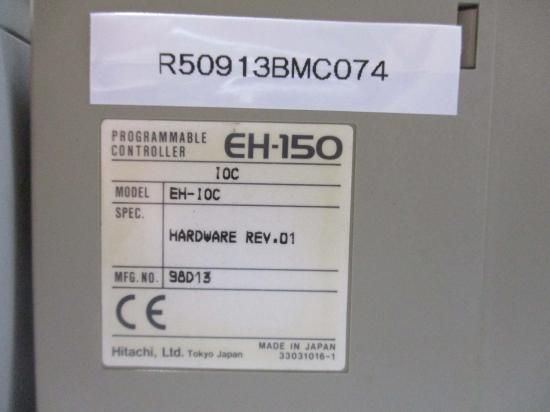 R50913BMC074
PROGRAMMABLE
CONTROLLER EH-150
IOC
MODEL EH-IOC
SPEC.
HARDWARE REV.01
MFG.NO. 98D13
CE
MADE IN JAPAN
Hitachi, Ltd. Tokyo Japan 33031016-1